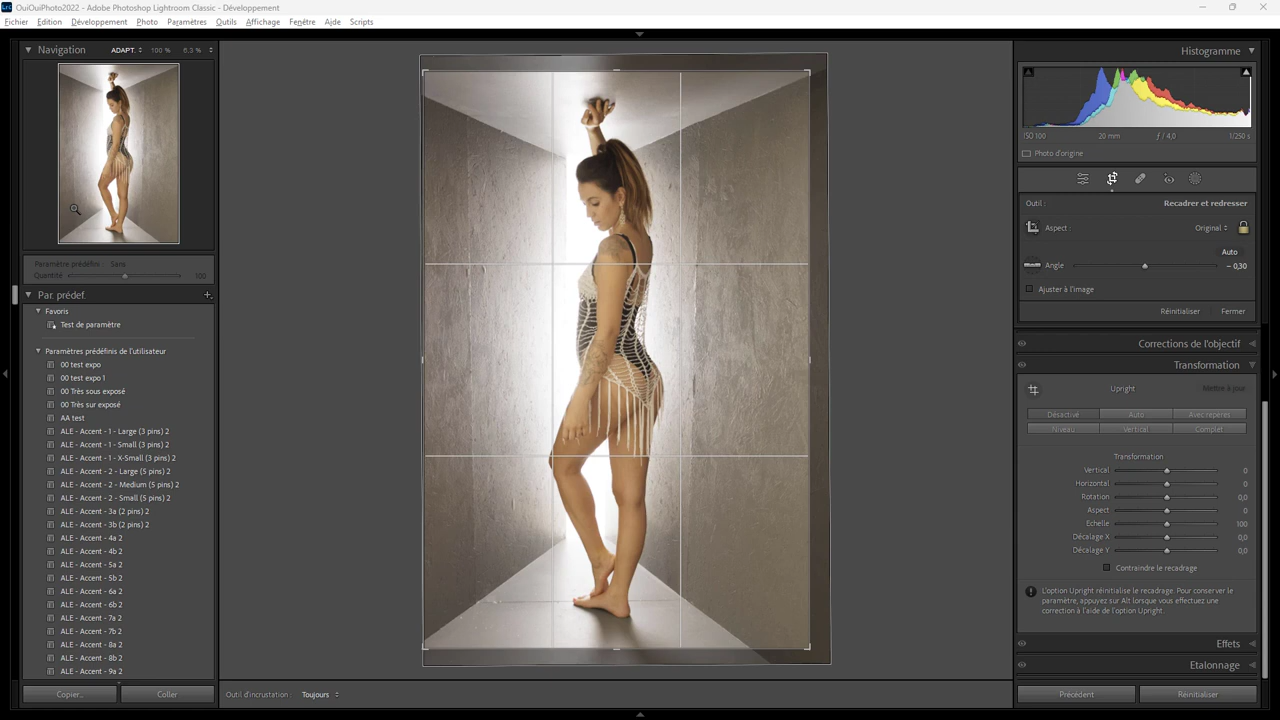 OuiOuiPhoto2022 - Adobe Photoshop Lightroom Classic - Développement
Fichier Edition Développement Photo Paramètres Outils Affichage Fenêtre Aide Scripts
Navigation ADAPT. 100 % 6.3 %
Paramètre prédéfini : Sans
Quantité 100
Par. prédéf. +
Favoris
Test de paramètre
Paramètres prédéfinis de l'utilisateur
00 test expo
00 test expo 1
00 Très sous exposé
00 Très sur exposé
AA test
ALE - Accent - 1 - Large (3 pins) 2
ALE - Accent - 1 - Small (3 pins) 2
ALE - Accent - 1 - X-Small (3 pins) 2
ALE - Accent - 2 - Large (5 pins) 2
ALE - Accent - 2 - Medium (5 pins) 2
ALE - Accent - 2 - Small (5 pins) 2
ALE - Accent - 3a (2 pins) 2
ALE - Accent - 3b (2 pins) 2
ALE - Accent - 4a 2
ALE - Accent - 4b 2
ALE - Accent - 5a 2
ALE - Accent - 5b 2
ALE - Accent - 6a 2
ALE - Accent - 6b 2
ALE - Accent - 7a 2
ALE - Accent - 7b 2
ALE - Accent - 8a 2
ALE - Accent - 8b 2
ALE - Accent - 9a 2
Copier... Coller
Outil d'incrustation : Toujours
Histogramme
ISO 100 20 mm ƒ / 4,0 1/250 s
Photo d'origine
Outil : Recadrer et redresser
Aspect : Original
Auto
Angle - 0,30
Ajuster à l'image
Réinitialiser Fermer
Corrections de l'objectif
Transformation
Upright Mettre à jour
Désactivé Auto Avec repères
Niveau Vertical Complet
Transformation
Vertical 0
Horizontal 0
Rotation 0,0
Aspect 0
Echelle 100
Décalage X 0,0
Décalage Y 0,0
Contraindre le recadrage
L'option Upright réinitialise le recadrage. Pour conserver le
paramètre, appuyez sur Alt lorsque vous effectuez une
correction à l'aide de l'option Upright.
Effets
Etalonnage
Précédent Réinitialiser